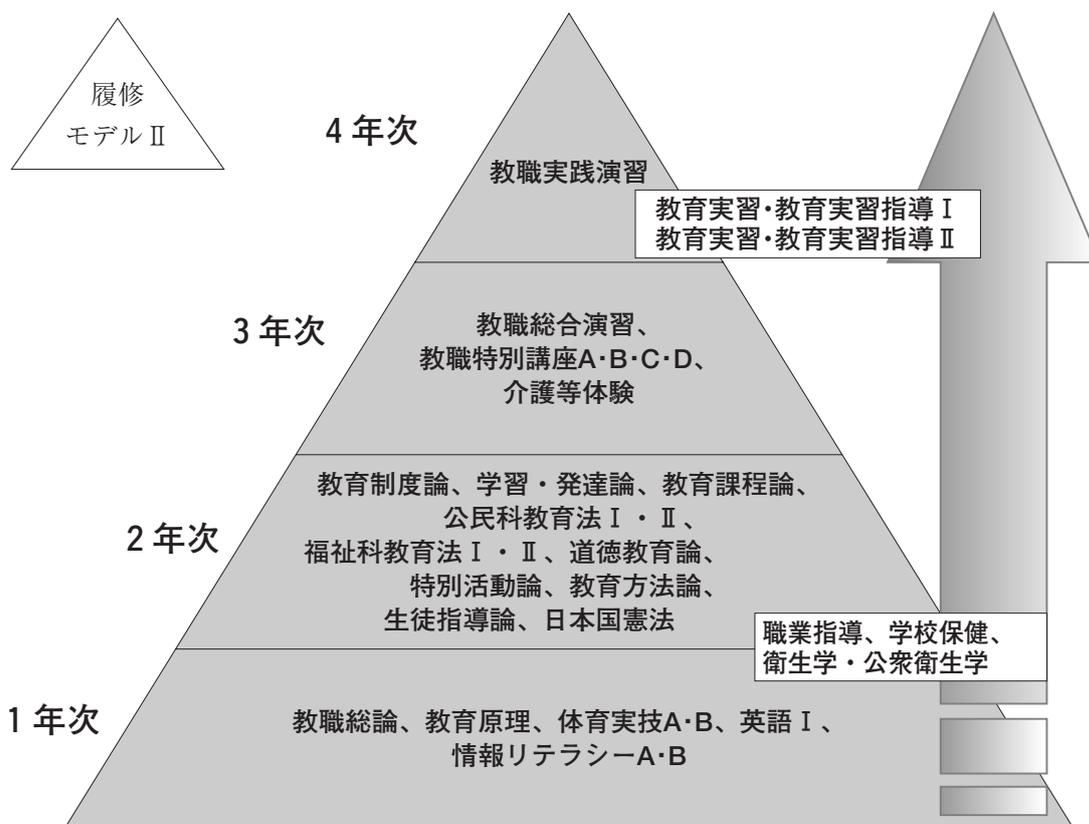 履修
モデルⅡ
4年次
教職実践演習
教育実習・教育実習指導Ⅰ
教育実習・教育実習指導Ⅱ
3年次
教職総合演習、
教職特別講座A・B・C・D、
介護等体験
2年次
教育制度論、学習・発達論、教育課程論、
公民科教育法Ⅰ・Ⅱ、
福祉科教育法Ⅰ・Ⅱ、道徳教育論、
特別活動論、教育方法論、
生徒指導論、日本国憲法
職業指導、学校保健、
衛生学・公衆衛生学
1年次
教職総論、教育原理、体育実技A・B、英語Ⅰ、
情報リテラシーA・B